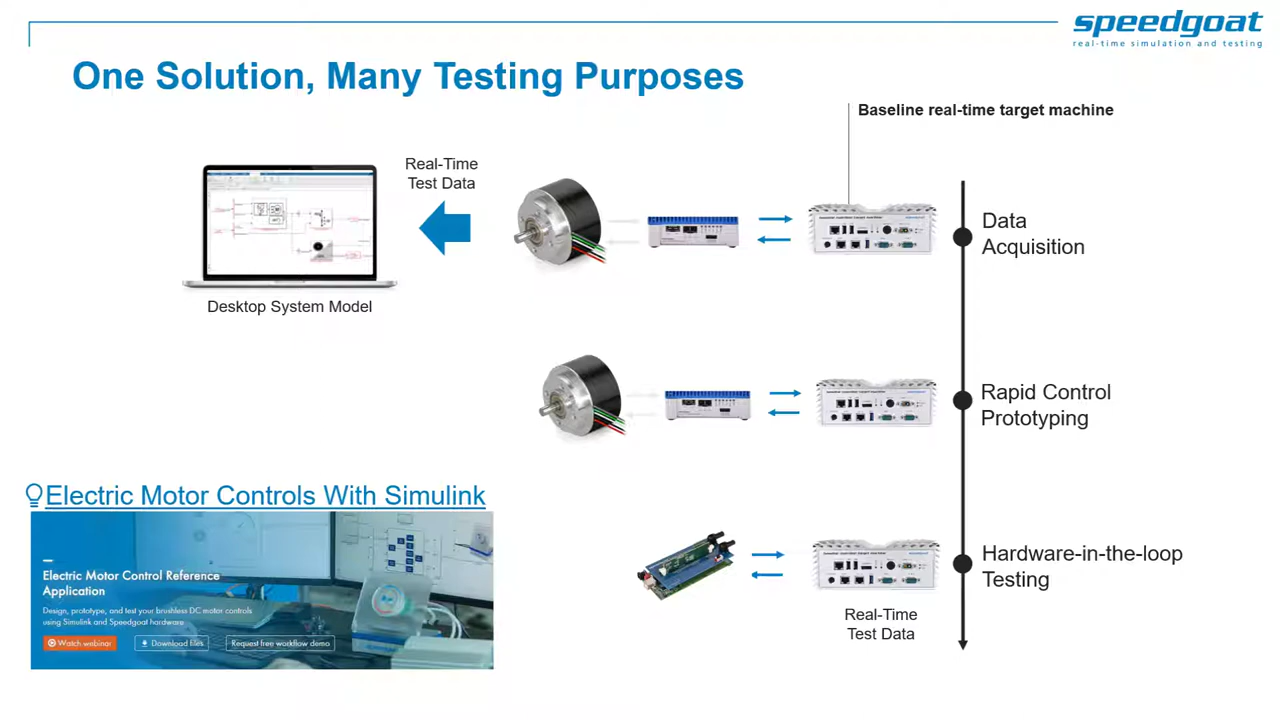 speedgoat
real-time simulation and testing
One Solution, Many Testing Purposes
Baseline real-time target machine
Real-Time
Test Data
Desktop System Model
Data
Acquisition
Rapid Control
Prototyping
Electric Motor Controls With Simulink
Electric Motor Control Reference
Application
Design, prototype, and test your brushless DC motor controls
using Simulink and Speedgoat hardware
Watch webinar
Download files
Request free workflow demo
Hardware-in-the-loop
Testing
Real-Time
Test Data